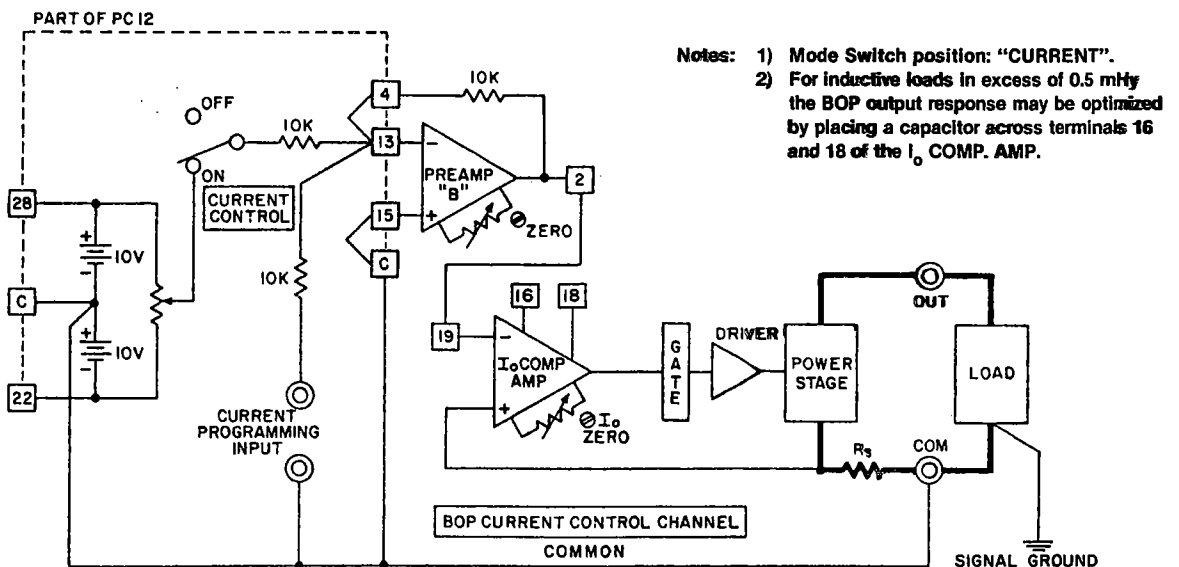 PART OF PC 12
Notes: 1) Mode Switch position: “CURRENT”.
2) For inductive loads in excess of 0.5 mHy
the BOP output response may be optimized
by placing a capacitor across terminals 16
and 18 of the Io COMP. AMP.
4
10K
OFF
10K
13
ON
CURRENT
CONTROL
PREAMP
"B"
2
28
15
ZERO
+
10V
-
10K
C
C
16
18
OUT
19
DRIVER
+
10V
-
Io COMP
AMP
GATE
POWER
STAGE
LOAD
22
Io
ZERO
CURRENT
PROGRAMMING
INPUT
Rs
COM
BOP CURRENT CONTROL CHANNEL
COMMON
SIGNAL GROUND